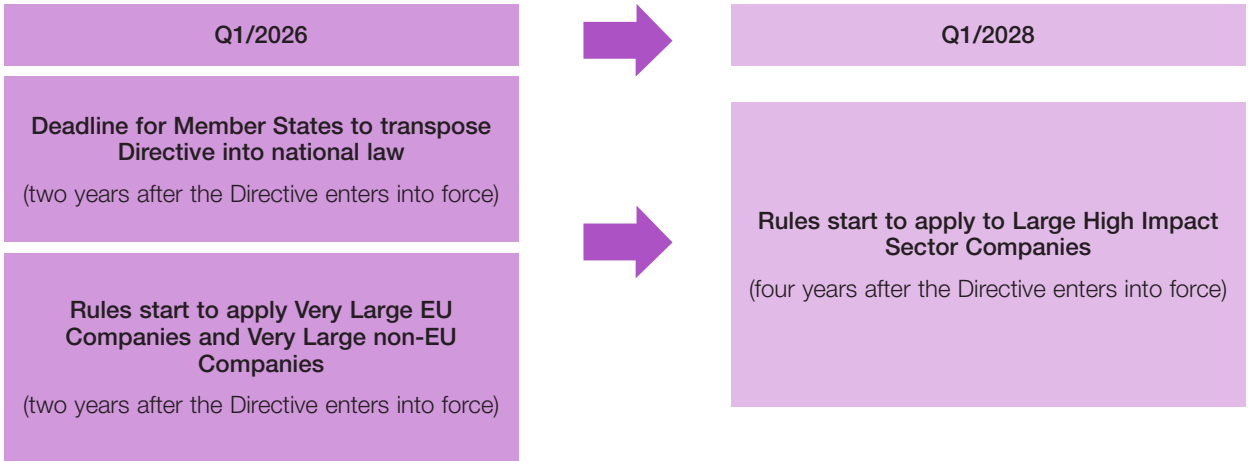 Q1/2026
Deadline for Member States to transpose
Directive into national law
(two years after the Directive enters into force)
Rules start to apply Very Large EU
Companies and Very Large non-EU
Companies
(two years after the Directive enters into force)
Q1/2028
Rules start to apply to Large High Impact
Sector Companies
(four years after the Directive enters into force)